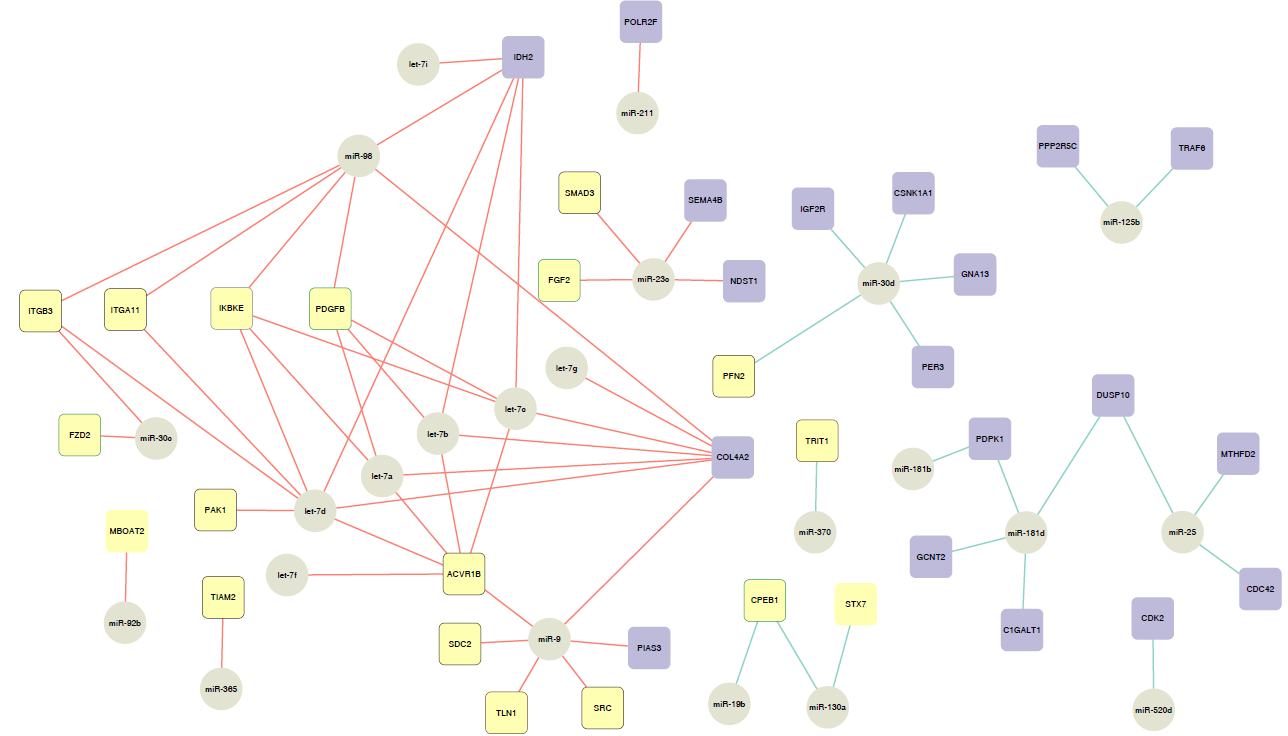 POLR2F
let-7i
IDH2
miR-211
PPP2R5C
TRAF6
miR-98
SMAD3
SEMA4B
CSNK1A1
IGF2R
miR-125b
FGF2
miR-23c
NDST1
miR-30d
GNA13
ITGB3
ITGA11
IKBKE
PDGFB
let-7g
PFN2
PER3
DUSP10
let-7c
FZD2
miR-30c
let-7b
TRIT1
PDPK1
COL4A2
MTHFD2
miR-181b
let-7a
PAK1
let-7d
MBOAT2
miR-370
miR-181d
miR-25
GCNT2
let-7f
ACVR1B
TIAM2
CPEB1
STX7
CDC42
miR-92b
CDK2
C1GALT1
SDC2
miR-9
PIAS3
miR-365
TLN1
SRC
miR-19b
miR-130a
miR-520d